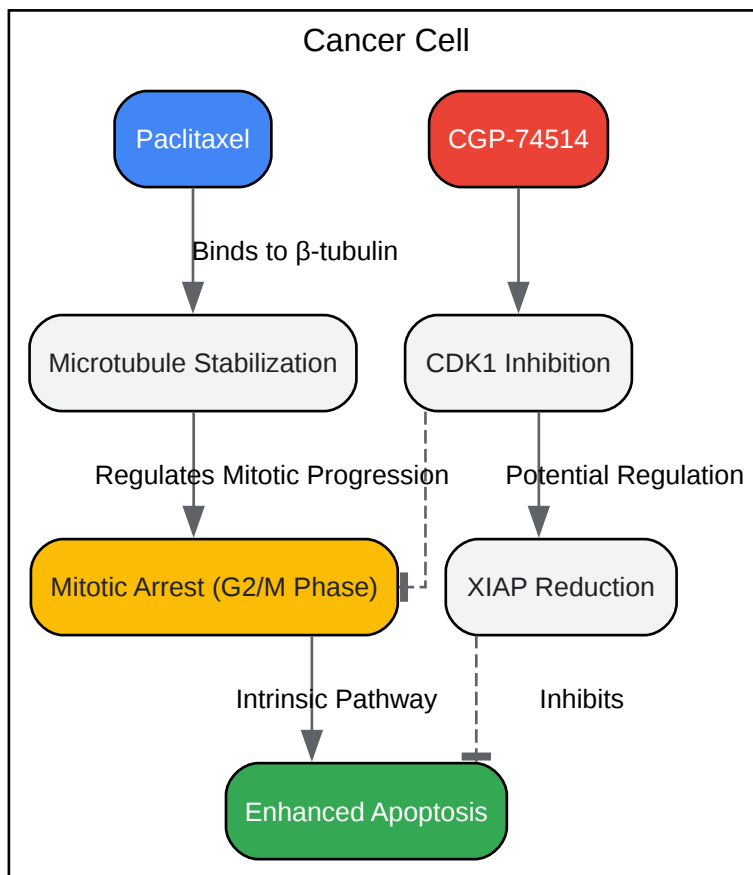 Cancer Cell
Paclitaxel
CGP-74514
Binds to β-tubulin
Microtubule Stabilization
CDK1 Inhibition
Regulates Mitotic Progression
Potential Regulation
Mitotic Arrest (G2/M Phase)
XIAP Reduction
Intrinsic Pathway
Inhibits
Enhanced Apoptosis